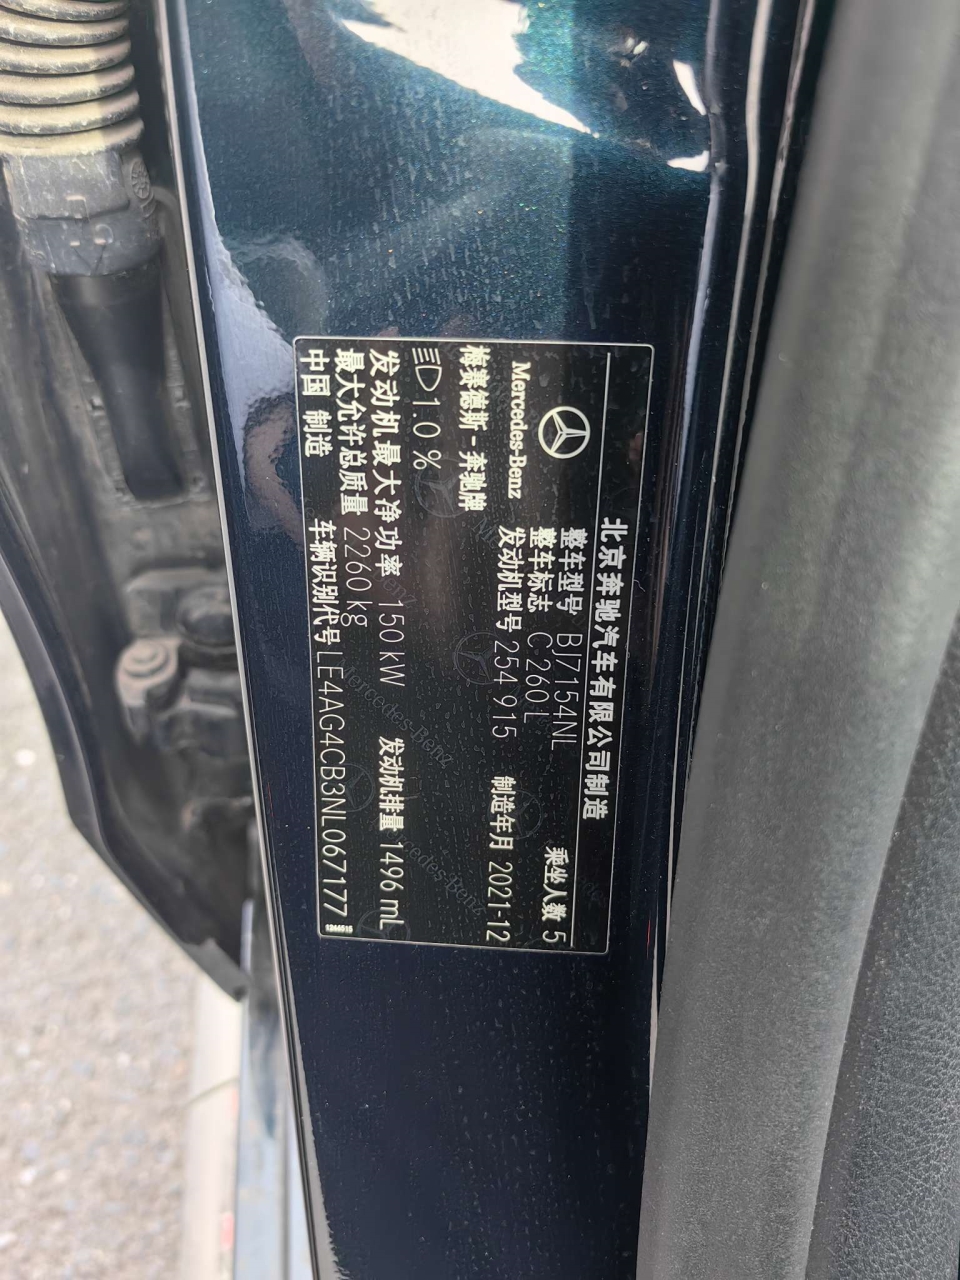 北京奔驰汽车有限公司制造
Mercedes-Benz
梅赛德斯-奔驰牌
整车型号 BJ7154NL 乘坐人数 5
整车标志 C 260 L
发动机型号 254 915 制造年月 2021-12
1.0 %
发动机最大净功率 150 kW 发动机排量 1496 mL
最大允许总质量 2260 kg
中国 制造 车辆识别代号 LE4AG4CB3NL067177
Mercedes-Benz